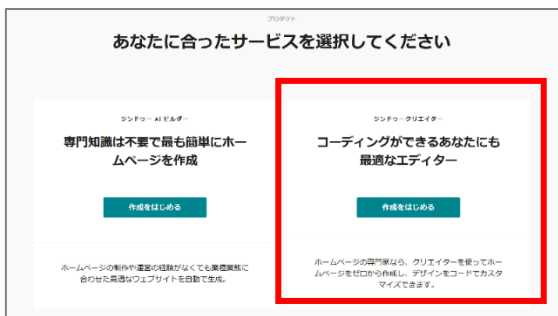 プロダクト
あなたに合ったサービスを選択してください
ジンドゥー AI ビルダー
専門知識は不要で最も簡単にホー
ムページを作成
作成をはじめる
ホームページの制作や運営の経験がなくても業種業態に
合わせた最適なウェブサイトを自動で生成。
ジンドゥークリエイター
コーディングができるあなたにも
最適なエディター
作成をはじめる
ホームページの専門家なら、クリエイターを使ってホー
ムページをゼロから作成し、デザインをコードでカスタ
マイズできます。